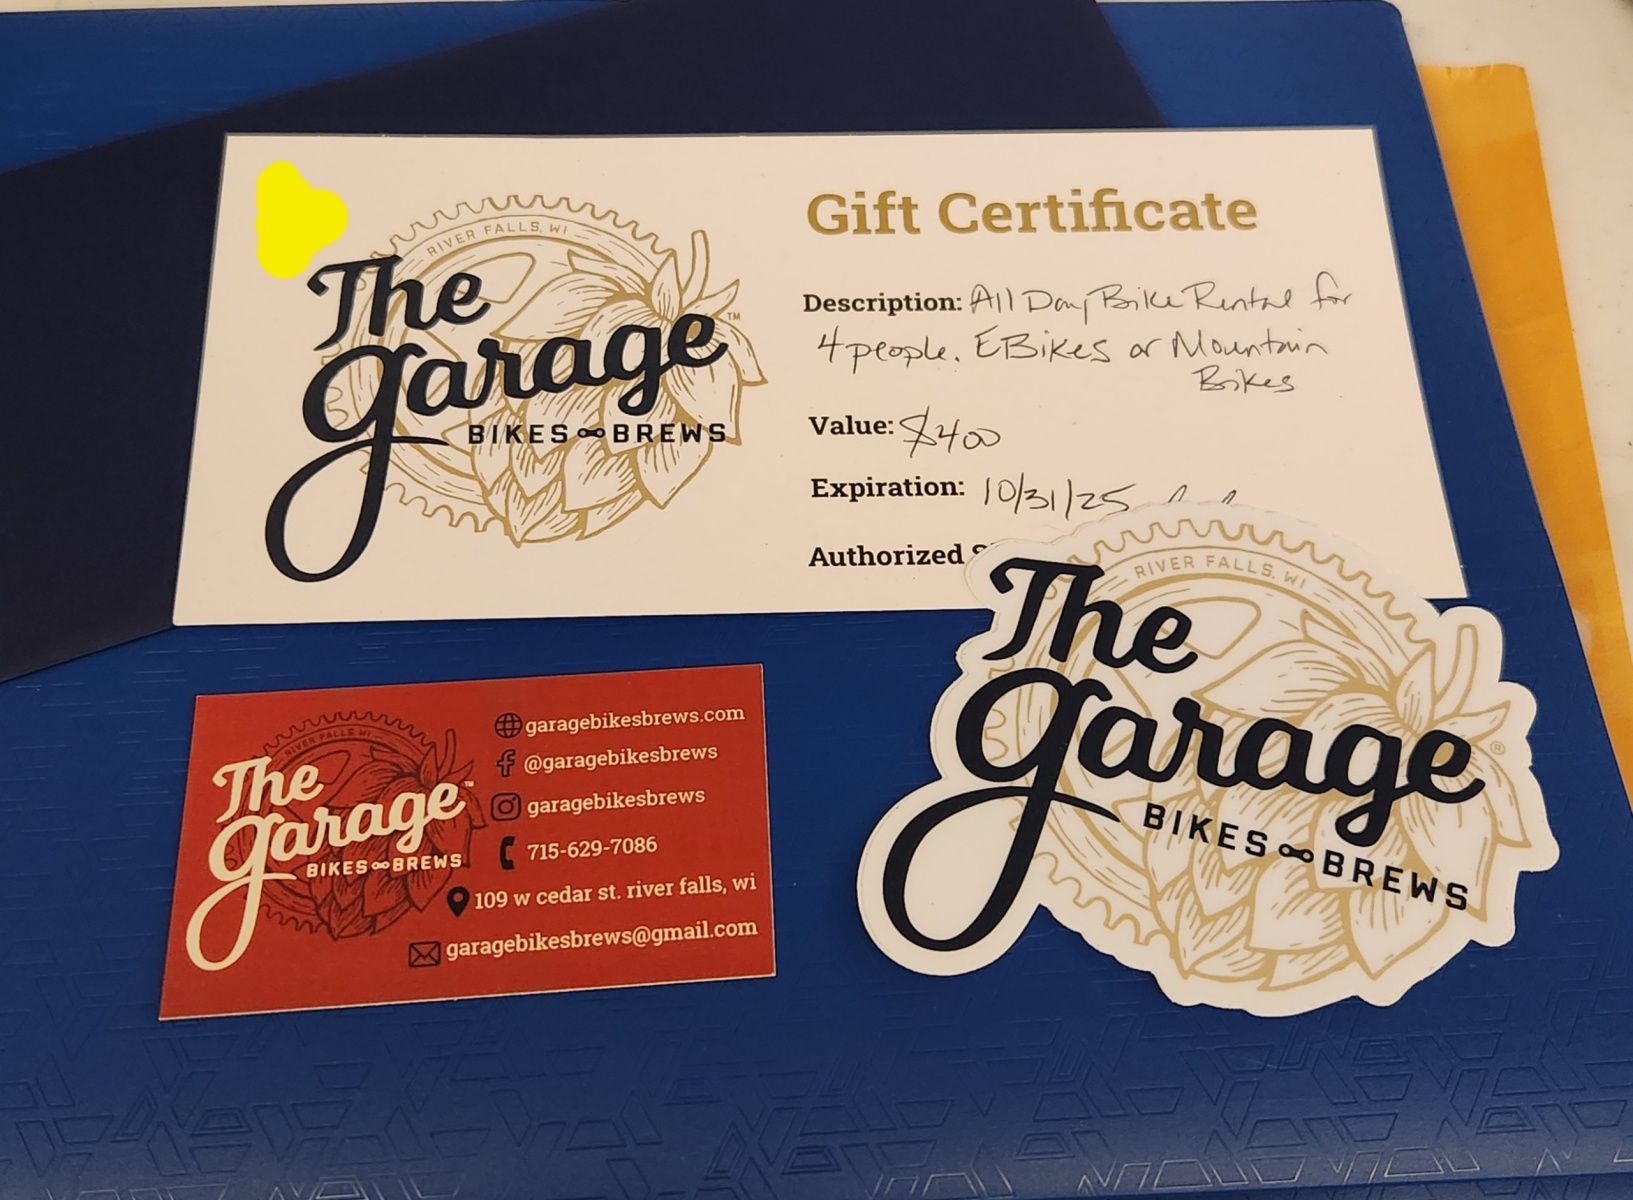 RIVER FALLS, WI
The
garage™
BIKES∞BREWS
Gift Certificate
Description: All Day Bike Rental for
4 people. EBikes or Mountain
Bikes
Value: $400
Expiration: 10/31/25
Authorized
RIVER FALLS, WI
The
garage™
BIKES∞BREWS
garagebikesbrews.com
@garagebikesbrews
garagebikesbrews
715-629-7086
109 w cedar st. river falls, wi
garagebikesbrews@gmail.com
RIVER FALLS, WI
The
garage®
BIKES∞BREWS